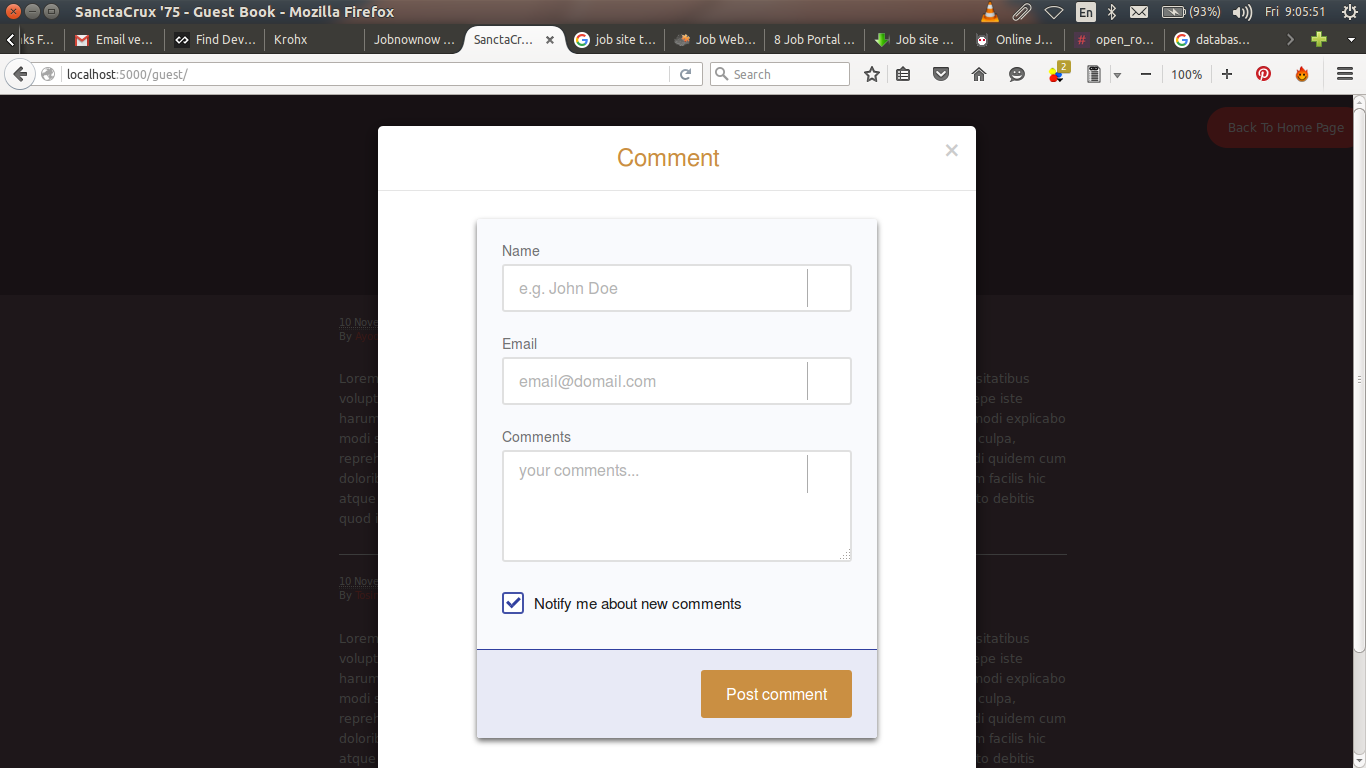 SanctaCrux '75 - Guest Book - Mozilla Firefox
En
(93%)
Fri 9:05:51
ks F...
Email ve...
Find Dev...
Krohx
Jobnownow ...
SanctaCr...
job site t...
Job Web...
8 Job Portal ...
Job site ...
Online J...
open_ro...
databas...
localhost:5000/guest/
Search
2
100%
Back To Home Page
Comment
×
Name
e.g. John Doe
10 Nove
By
Email
email@domail.com
Lorem
sitatibus
volupt
epe iste
harum
modi explicabo
Comments
modi s
culpa,
your comments...
repreh
di quidem cum
dolorib
m facilis hic
atque
to debitis
quod i
10 Nove
By
Notify me about new comments
Lorem
sitatibus
volupt
epe iste
harum
modi explicabo
Post comment
modi s
culpa,
repreh
di quidem cum
dolorib
m facilis hic
atque
to debitis